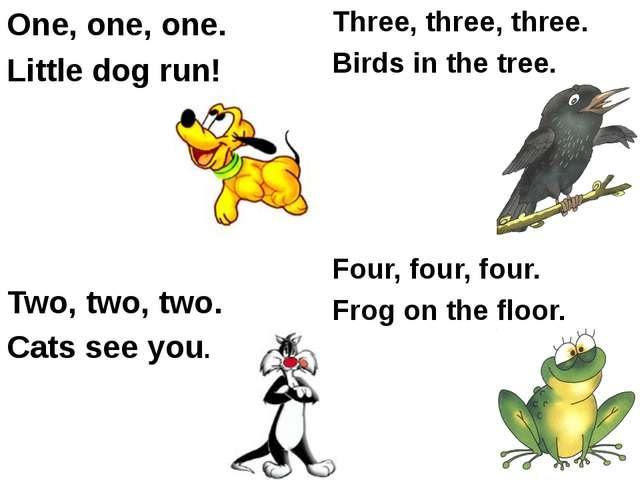 One, one, one.
Little dog run!
Two, two, two.
Cats see you.
Three, three, three.
Birds in the tree.
Four, four, four.
Frog on the floor.